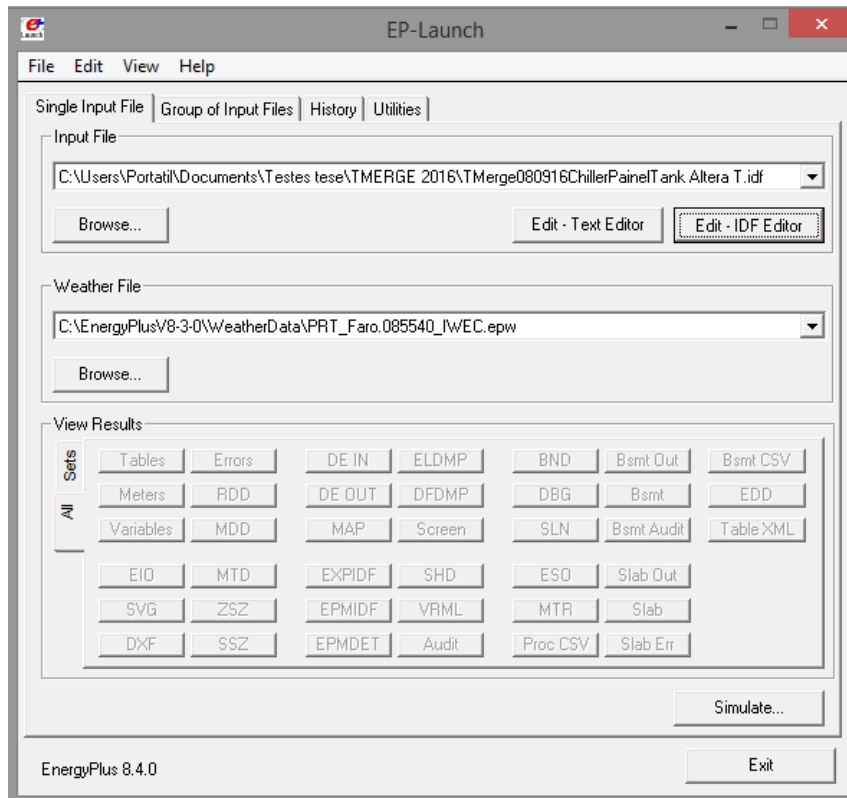 EP-Launch
File Edit View Help
Single Input File Group of Input Files History Utilities
Input File
C:\Users\Portatil\Documents\Testes tese\TMERGE 2016\TMerge080916ChillerPainelTank Altera T.idf
Browse... Edit - Text Editor Edit - IDF Editor
Weather File
C:\EnergyPlusV8-3-0\WeatherData\PRT_Faro.085540_IWEC.epw
Browse...
View Results
Sets
All
Tables Errors DE IN ELDMP BND Bsmt Out Bsmt CSV
Meters RDD DE OUT DFDMP DBG Bsmt EDD
Variables MDD MAP Screen SLN Bsmt Audit Table XML
EIO MTD EXPIDF SHD ESO Slab Out
SVG ZSZ EPMIDF VRML MTR Slab
DXF SSZ EPMDET Audit Proc CSV Slab Err
Simulate...
EnergyPlus 8.4.0 Exit